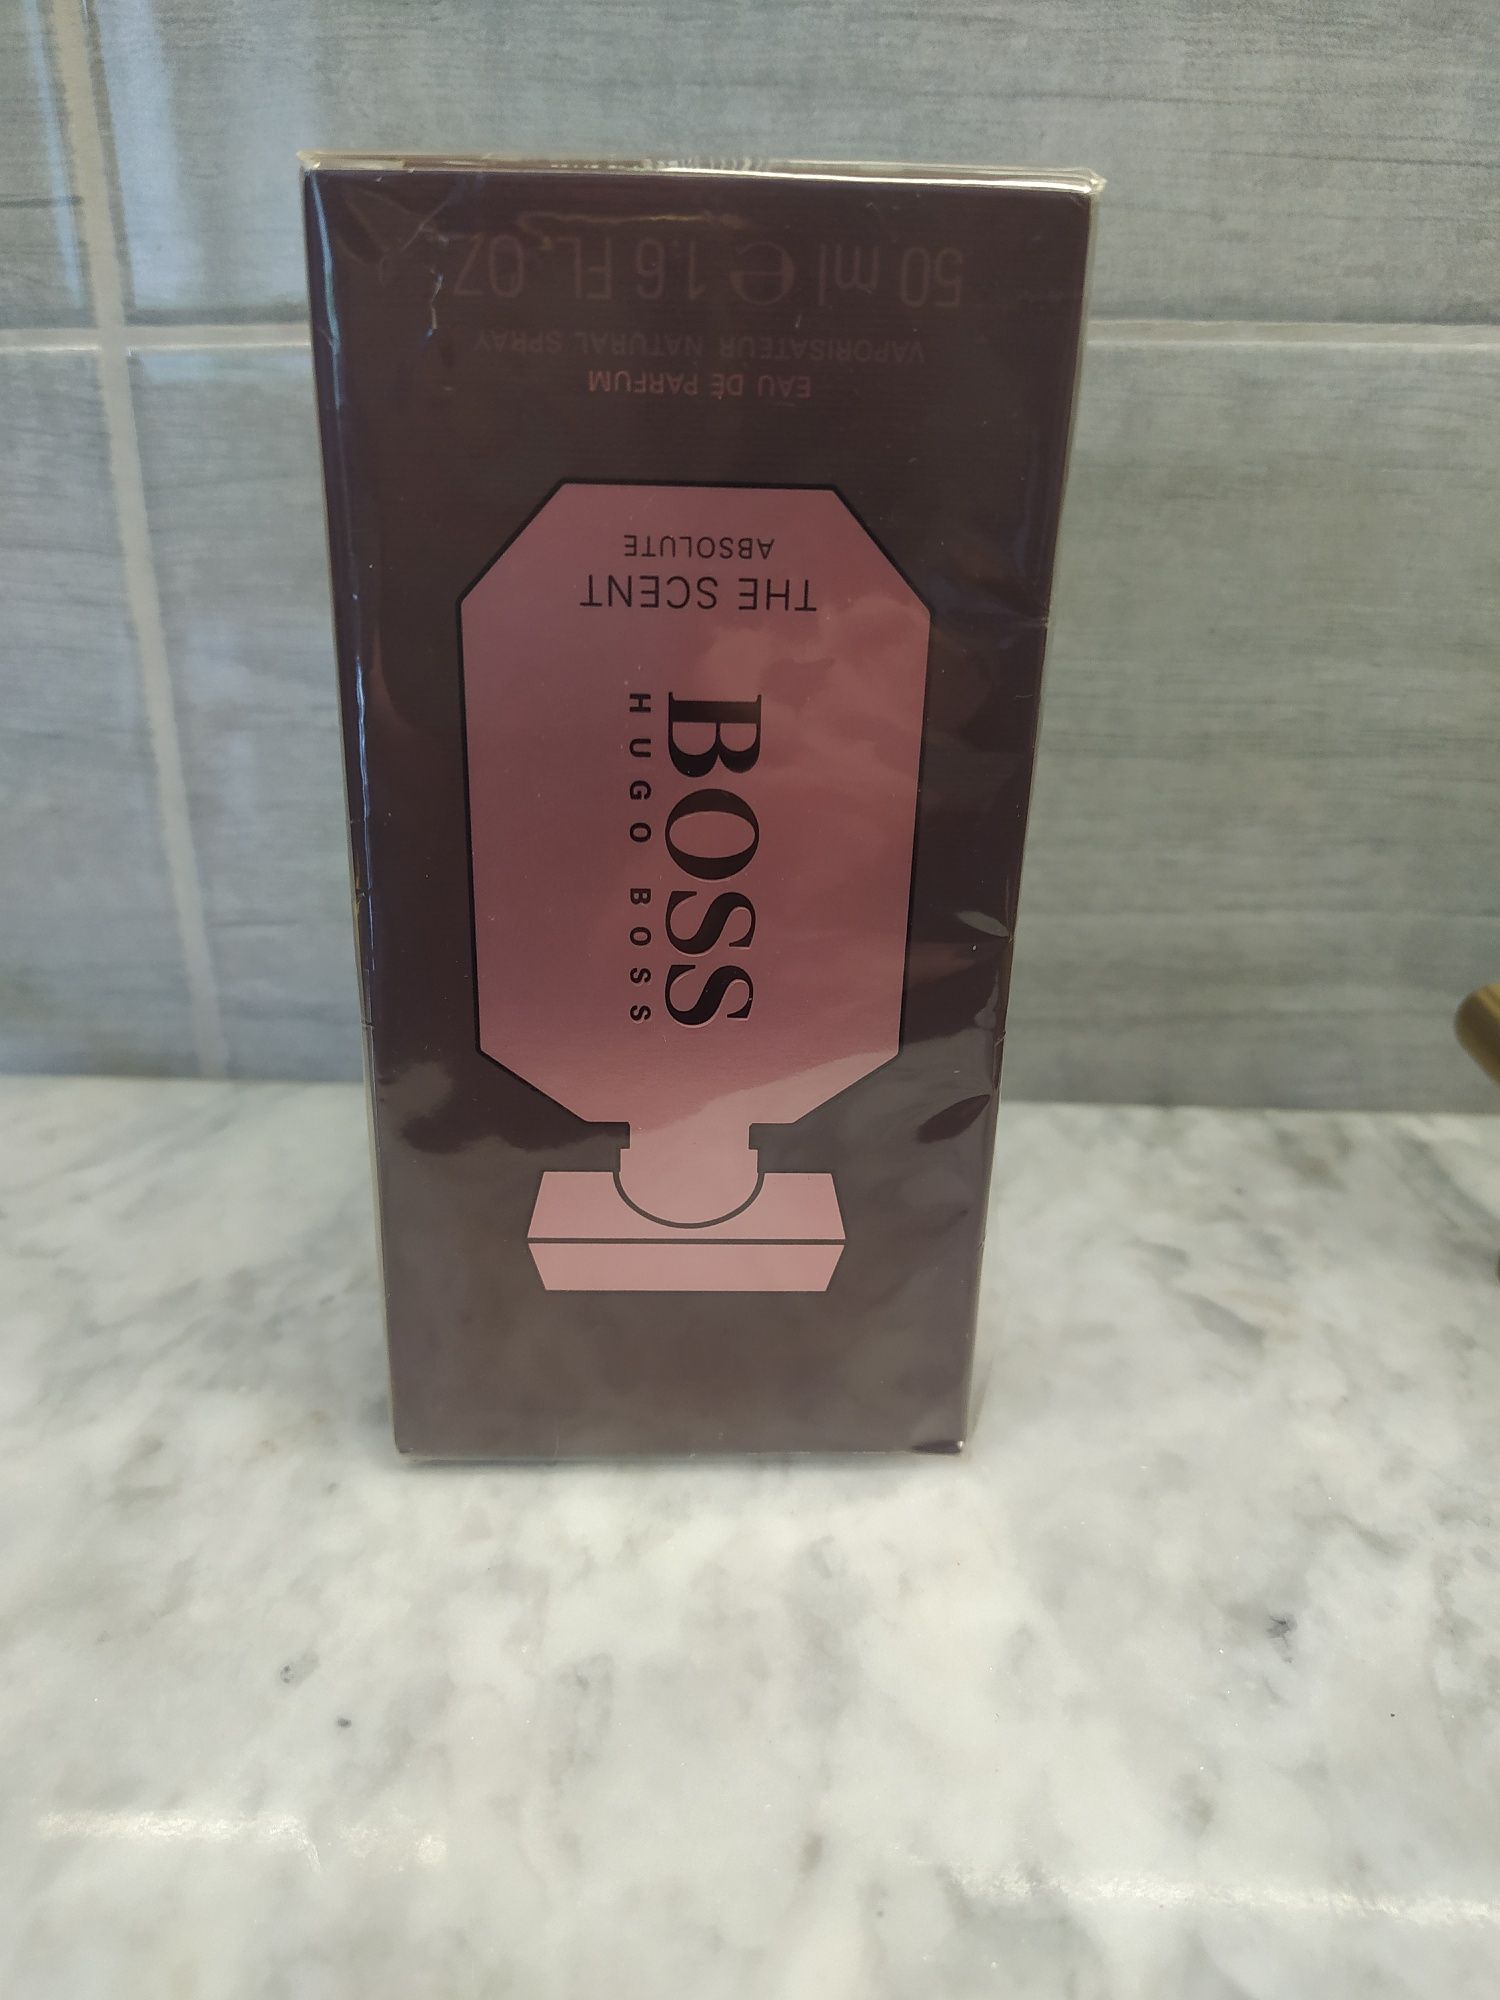 BOSS
HUGO BOSS
THE SCENT
ABSOLUTE
EAU DE PARFUM
VAPORISATEUR NATURAL SPRAY
50 ml e 1.6 FL. OZ.